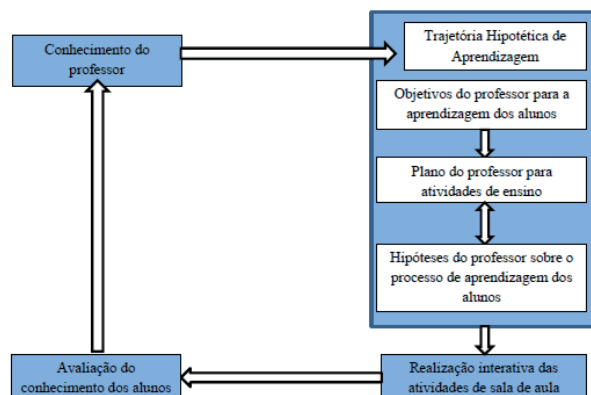 Conhecimento do
professor
Trajetória Hipotética de
Aprendizagem
Objetivos do professor para a
aprendizagem dos alunos
Plano do professor para
atividades de ensino
Hipóteses do professor sobre o
processo de aprendizagem dos
alunos
Avaliação do
conhecimento dos alunos
Realização interativa das
atividades de sala de aula